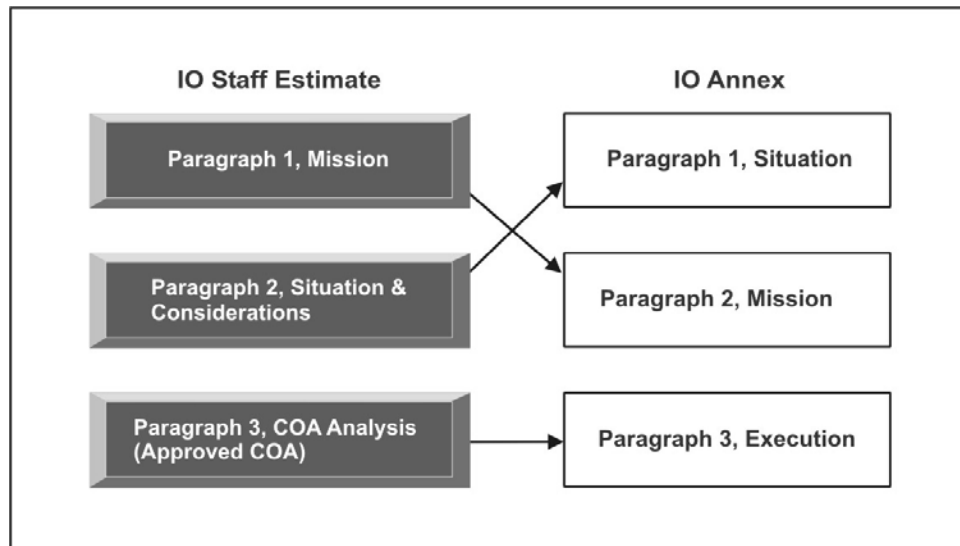 IO Staff Estimate
IO Annex
Paragraph 1, Mission
Paragraph 1, Situation
Paragraph 2, Situation &
Considerations
Paragraph 2, Mission
Paragraph 3, COA Analysis
(Approved COA)
Paragraph 3, Execution